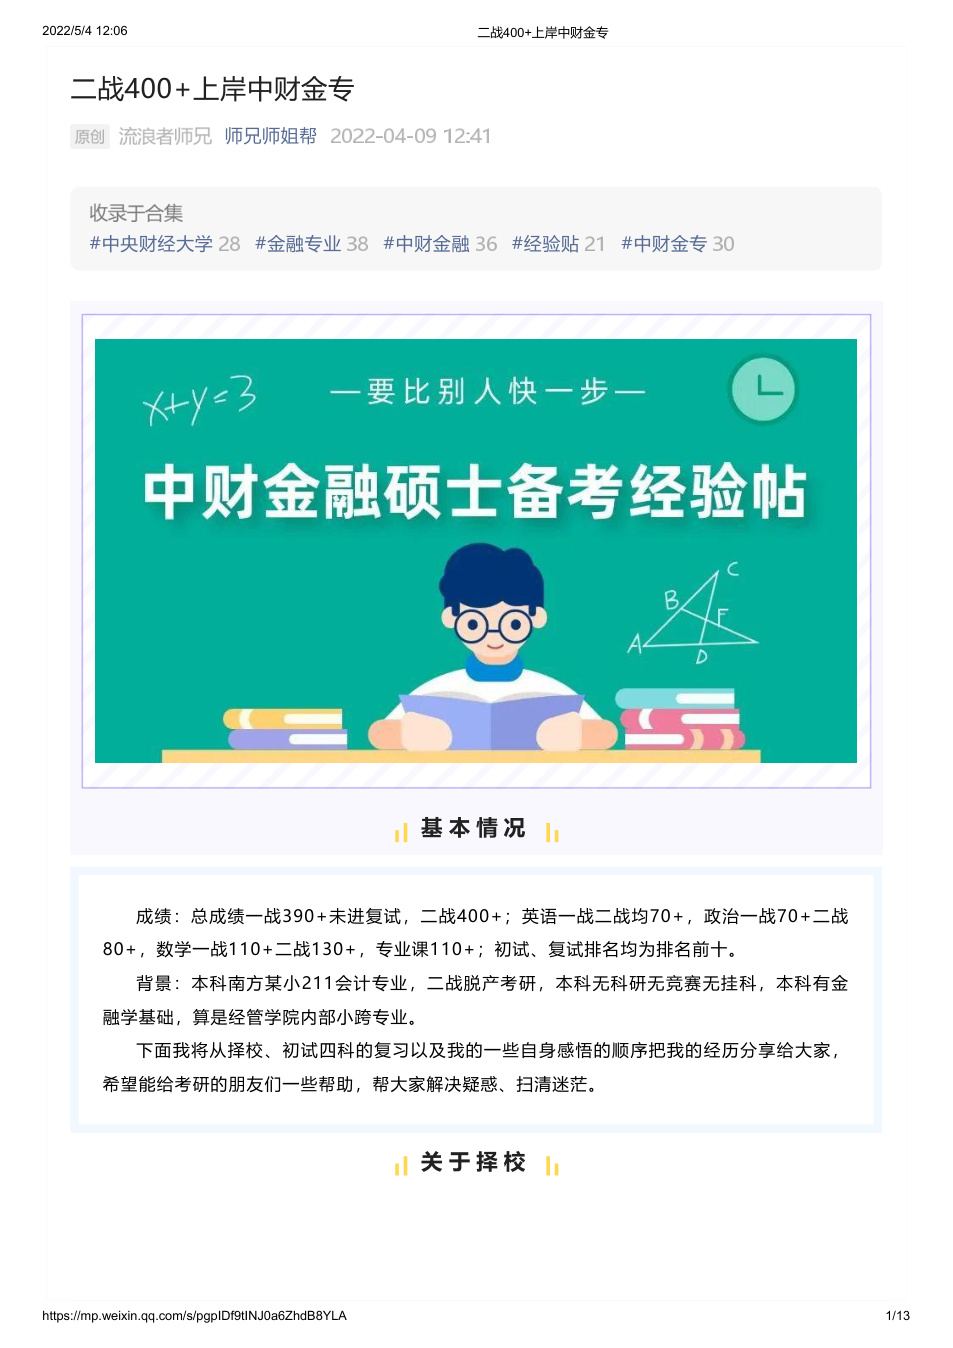 2022/5/4 12:06
二战400+上岸中财金专
二战400+上岸中财金专
原创 流浪者师兄 师兄师姐帮 2022-04-09 12:41
收录于合集
#中央财经大学 28 #金融专业 38 #中财金融 36 #经验贴 21 #中财金专 30
x+y=3
—要比别人快一步—
中财金融硕士备考经验帖
C
B
F
A
D
基本情况
成绩：总成绩一战390+未进复试，二战400+；英语一战二战均70+，政治一战70+二战
80+，数学一战110+二战130+，专业课110+；初试、复试排名均为排名前十。
背景：本科南方某小211会计专业，二战脱产考研，本科无科研无竞赛无挂科，本科有金
融学基础，算是经管学院内部小跨专业。
下面我将从择校、初试四科的复习以及我的一些自身感悟的顺序把我的经历分享给大家，
希望能给考研的朋友们一些帮助，帮大家解决疑惑、扫清迷茫。
关于择校
https://mp.weixin.qq.com/s/pgpIDf9tINJ0a6ZhdB8YLA
1/13